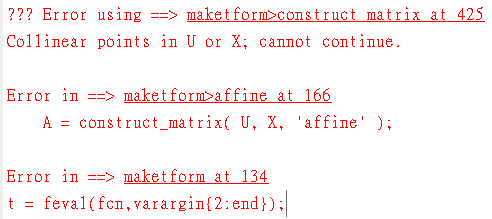 ??? Error using ==> maketform>construct_matrix at 425
Collinear points in U or X; cannot continue.
Error in ==> maketform>affine at 166
A = construct_matrix( U, X, 'affine' );
Error in ==> maketform at 134
t = feval(fcn,varargin{2:end});